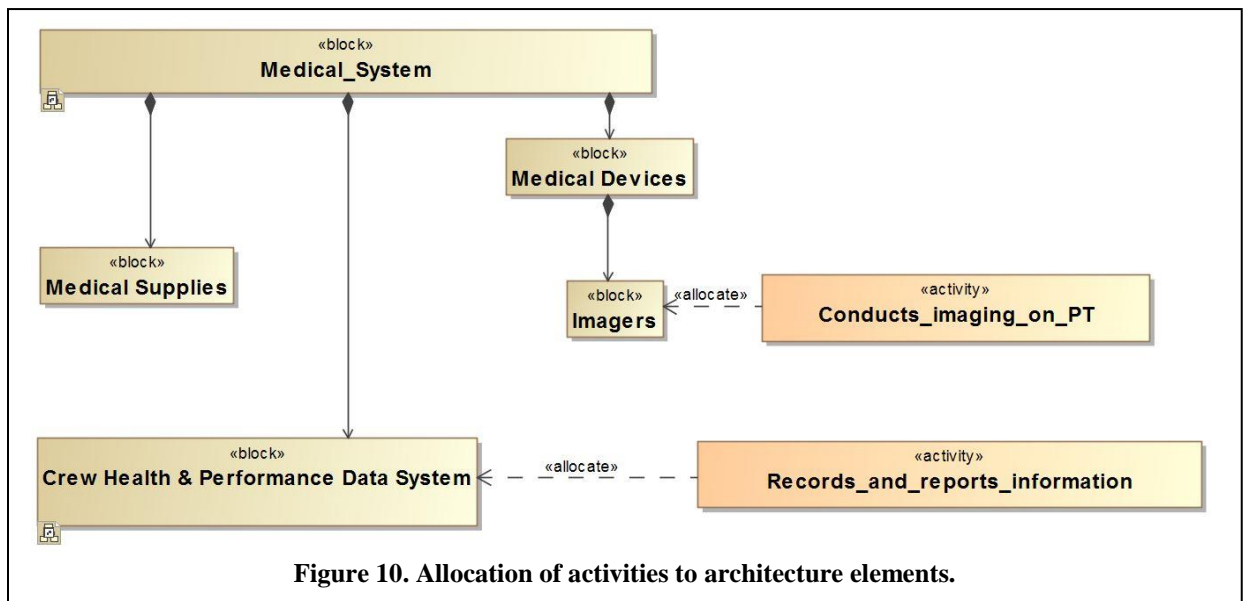 «block»
Medical_System
«block»
Medical Devices
«block»
Medical Supplies
«block»
Imagers
«allocate»
«activity»
Conducts_imaging_on_PT
«block»
Crew Health & Performance Data System
«allocate»
«activity»
Records_and_reports_information
Figure 10. Allocation of activities to architecture elements.